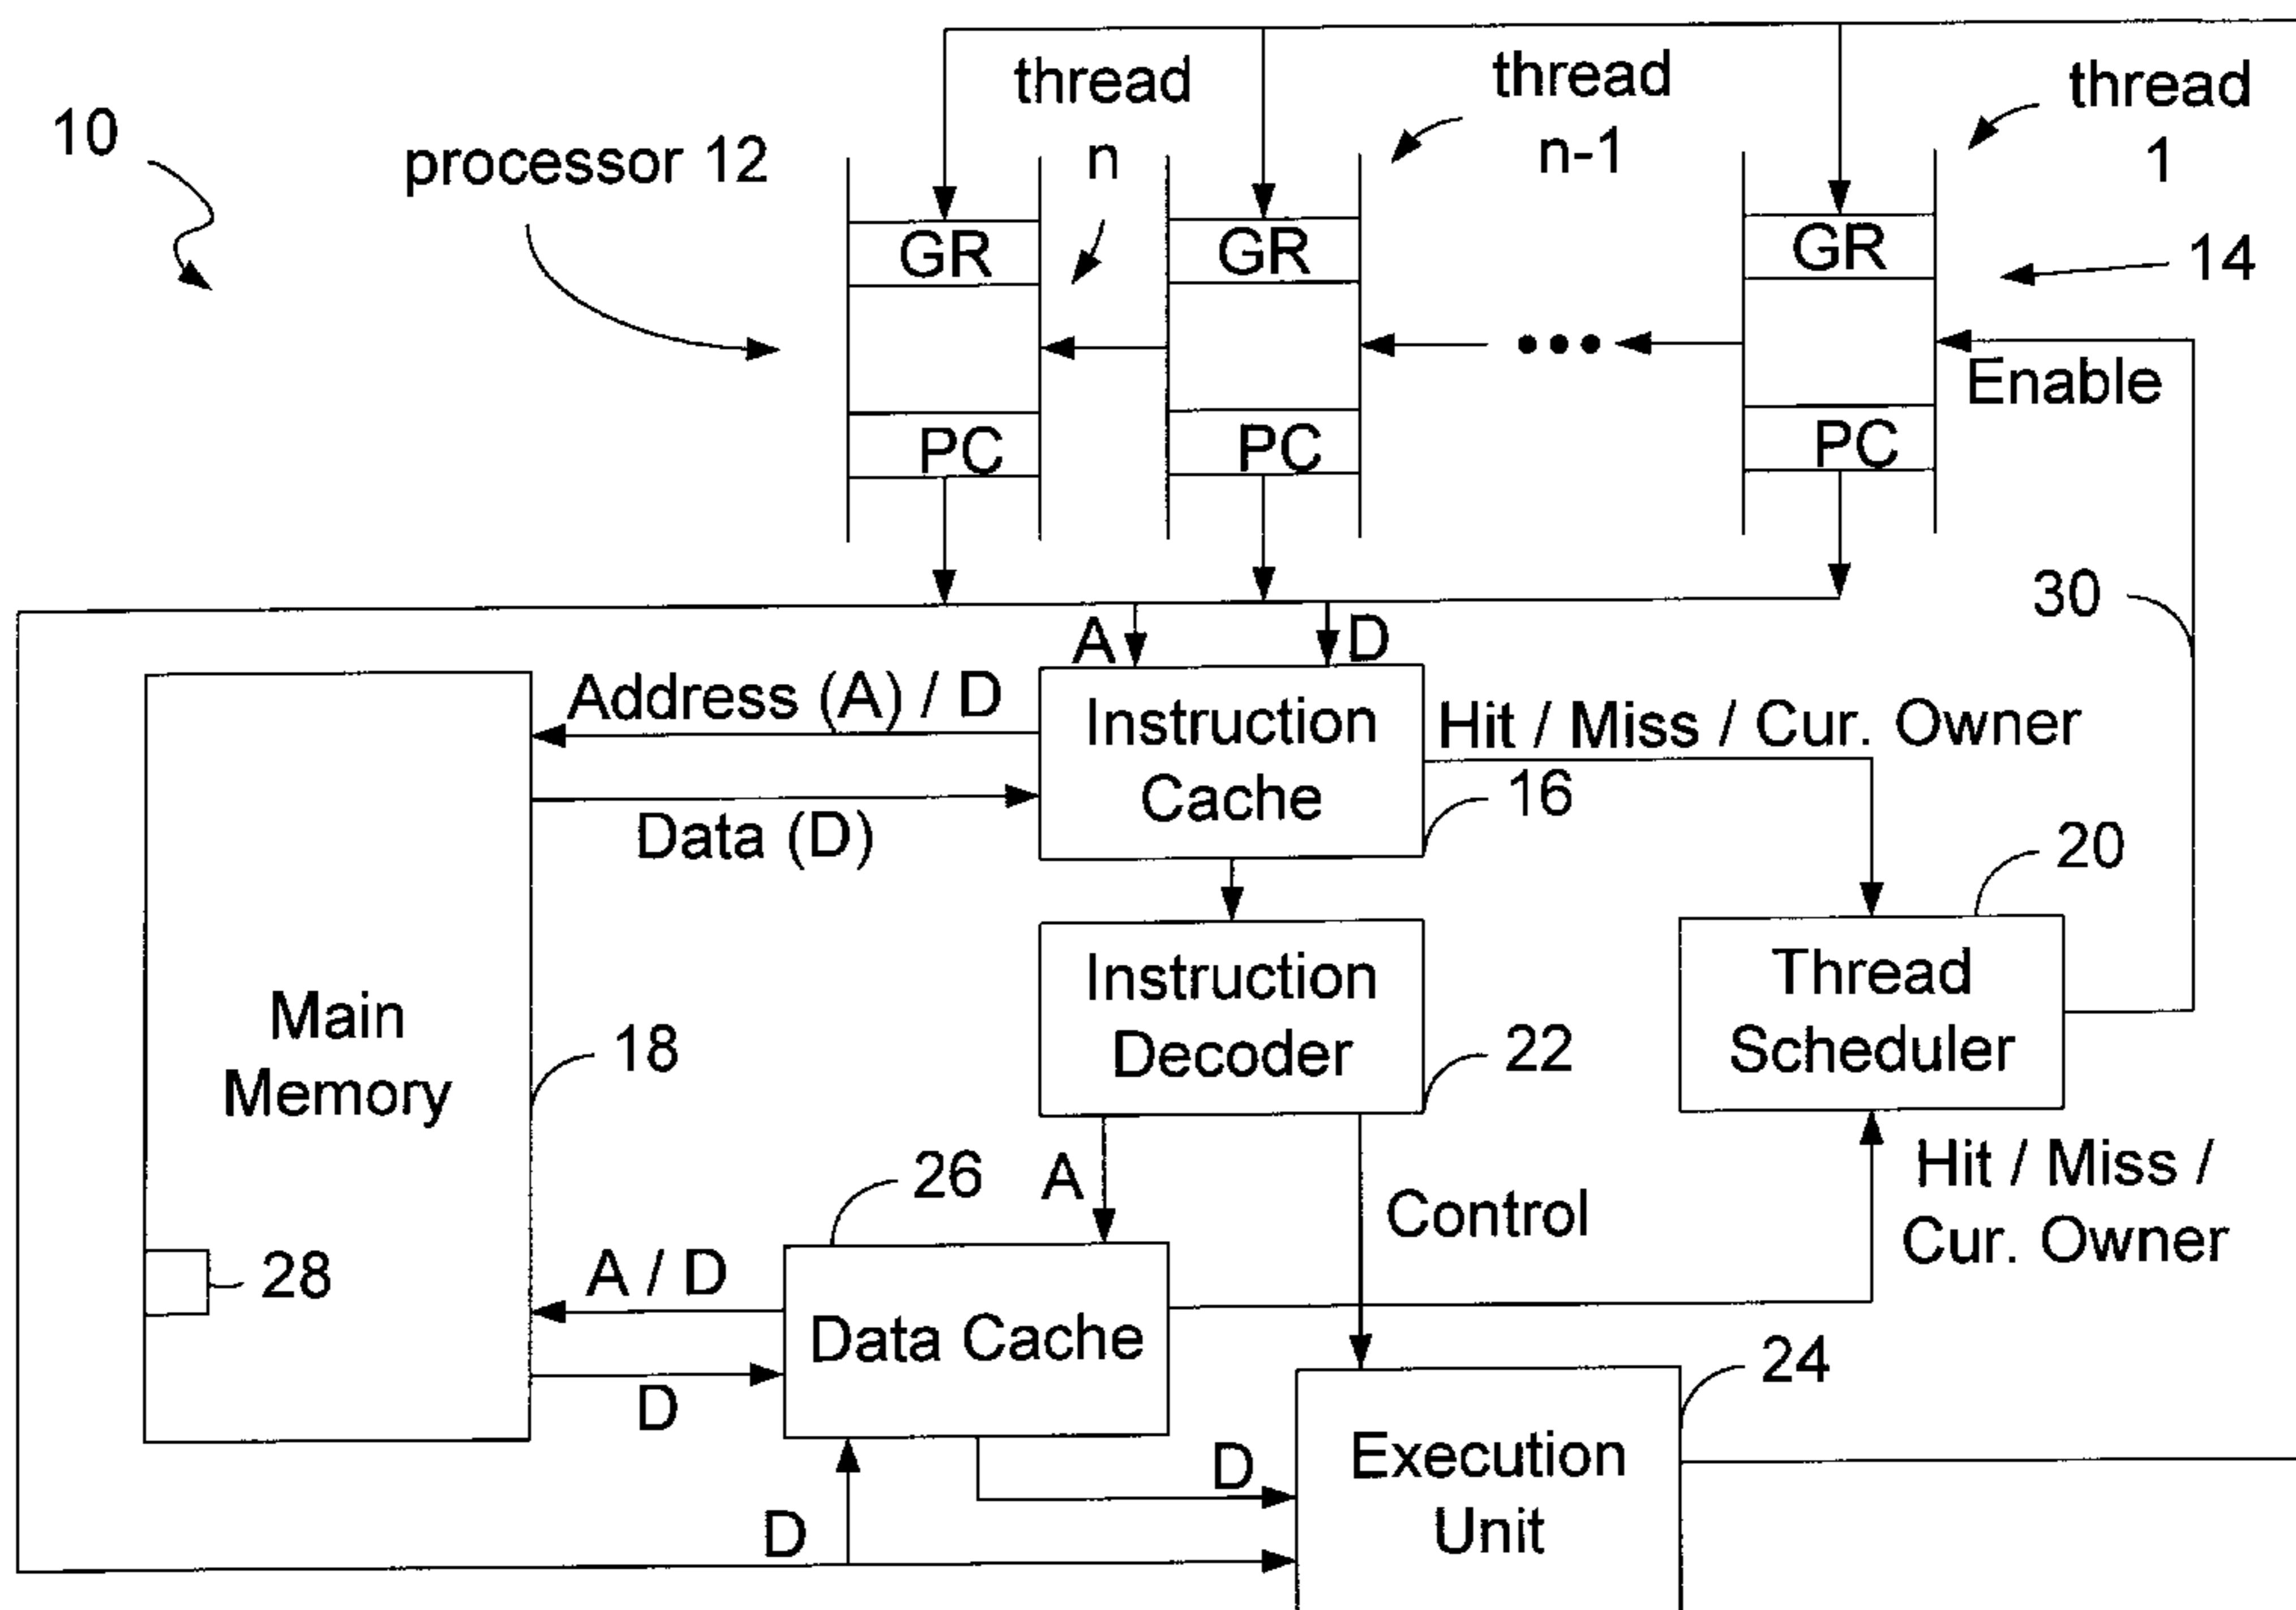 10
processor 12
thread
n
thread
n-1
thread
1
GR
GR
GR
14
Enable
PC
PC
PC
30
A
D
Address (A) / D
Data (D)
Instruction
Cache
Hit / Miss / Cur. Owner
16
20
Main
Memory
18
Instruction
Decoder
22
Thread
Scheduler
Hit / Miss /
Cur. Owner
26
A
Control
28
A / D
D
Data Cache
24
D
D
Execution
Unit